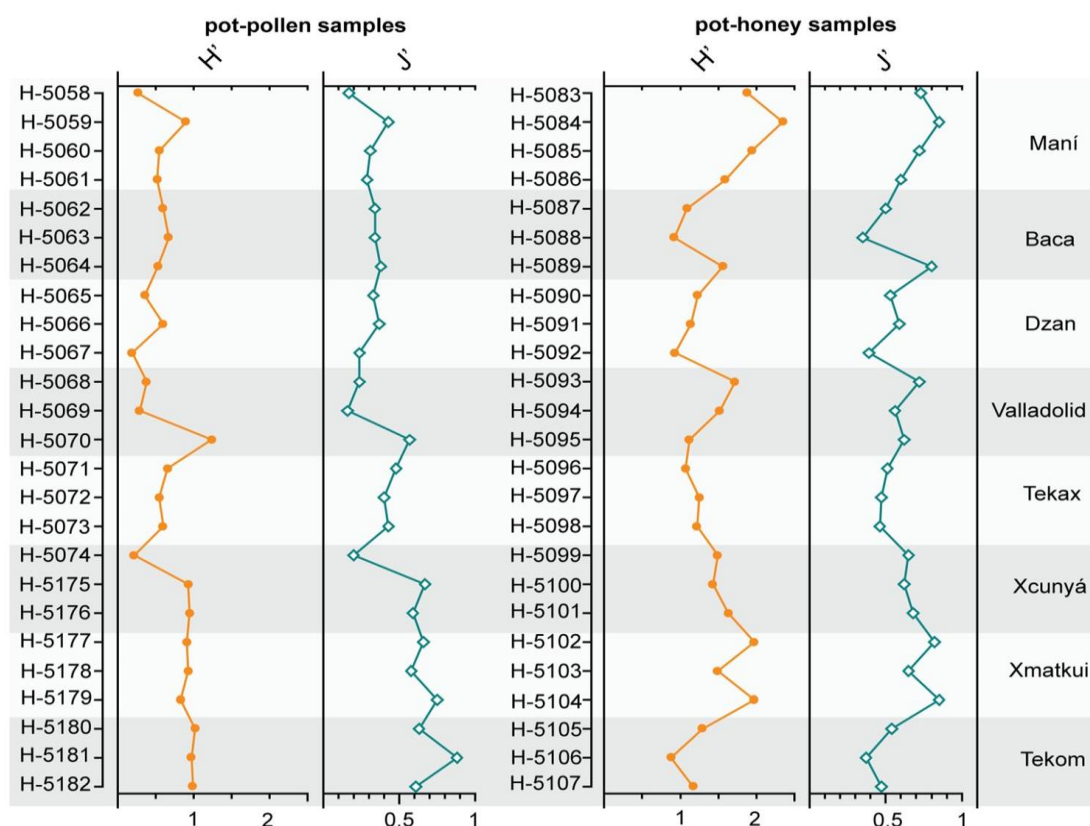 pot-pollen samples
pot-honey samples
H’
J’
H’
J’
H-5058
H-5083
H-5059
H-5084
Maní
H-5060
H-5085
H-5061
H-5086
H-5062
H-5087
H-5063
H-5088
Baca
H-5064
H-5089
H-5065
H-5090
H-5066
H-5091
Dzan
H-5067
H-5092
H-5068
H-5093
H-5069
H-5094
Valladolid
H-5070
H-5095
H-5071
H-5096
H-5072
H-5097
Tekax
H-5073
H-5098
H-5074
H-5099
H-5175
H-5100
Xcunyá
H-5176
H-5101
H-5177
H-5102
H-5178
H-5103
Xmatkui
H-5179
H-5104
H-5180
H-5105
H-5181
H-5106
Tekom
H-5182
H-5107
1 2 0.5 1 1 2 0.5 1